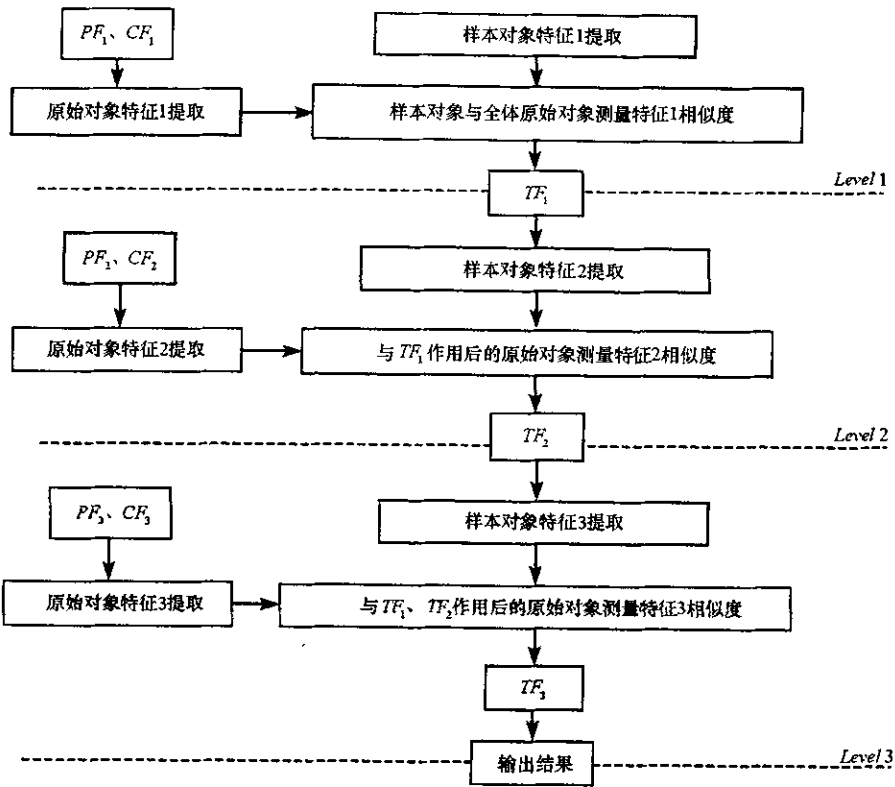 PF₁、CF₁
样本对象特征1提取
原始对象特征1提取
样本对象与全体原始对象测量特征1相似度
Level 1
TF₁
PF₂、CF₂
样本对象特征2提取
原始对象特征2提取
与TF₁作用后的原始对象测量特征2相似度
Level 2
TF₂
PF₃、CF₃
样本对象特征3提取
原始对象特征3提取
与TF₁、TF₂作用后的原始对象测量特征3相似度
TF₃
Level 3
输出结果